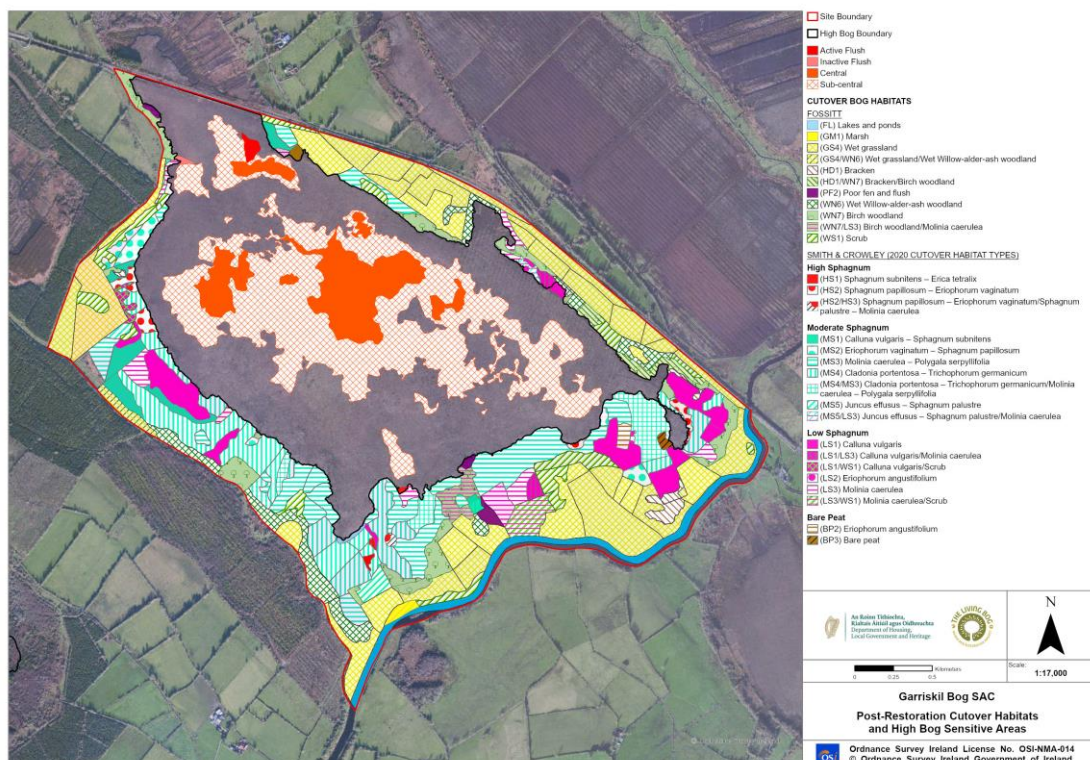 Site Boundary
High Bog Boundary
Active Flush
Inactive Flush
Central
Sub-central
CUTOVER BOG HABITATS
FOSSITT
(FL) Lakes and ponds
(GM1) Marsh
(GS4) Wet grassland
(GS4/WN6) Wet grassland/Wet Willow-alder-ash woodland
(HD1) Bracken
(HD1/WN7) Bracken/Birch woodland
(PF2) Poor fen and flush
(WN6) Wet Willow-alder-ash woodland
(WN7) Birch woodland
(WN7/LS3) Birch woodland/Molinia caerulea
(WS1) Scrub
SMITH & CROWLEY (2020 CUTOVER HABITAT TYPES)
High Sphagnum
(HS1) Sphagnum subnitens – Erica tetralix
(HS2) Sphagnum papillosum – Eriophorum vaginatum
(HS2/HS3) Sphagnum papillosum – Eriophorum vaginatum/Sphagnum
palustre – Molinia caerulea
Moderate Sphagnum
(MS1) Calluna vulgaris – Sphagnum subnitens
(MS2) Eriophorum vaginatum – Sphagnum papillosum
(MS3) Molinia caerulea – Polygala serpyllifolia
(MS4) Cladonia portentosa – Trichophorum germanicum
(MS4/MS3) Cladonia portentosa – Trichophorum germanicum/Molinia
caerulea – Polygala serpyllifolia
(MS5) Juncus effusus – Sphagnum palustre
(MS5/LS3) Juncus effusus – Sphagnum palustre/Molinia caerulea
Low Sphagnum
(LS1) Calluna vulgaris
(LS1/LS3) Calluna vulgaris/Molinia caerulea
(LS1/WS1) Calluna vulgaris/Scrub
(LS2) Eriophorum angustifolium
(LS3) Molinia caerulea
(LS3/WS1) Molinia caerulea/Scrub
Bare Peat
(BP2) Eriophorum angustifolium
(BP3) Bare peat
An Roinn Tithíochta,
Rialtais Áitiúil agus Oidhreachta
Department of Housing,
Local Government and Heritage
THE LIVING BOG
N
Kilometers
0 0.25 0.5
Scale:
1:17,000
Garriskil Bog SAC
Post-Restoration Cutover Habitats
and High Bog Sensitive Areas
OSi
Ordnance Survey Ireland License No. OSI-NMA-014
© Ordnance Survey Ireland Government of Ireland